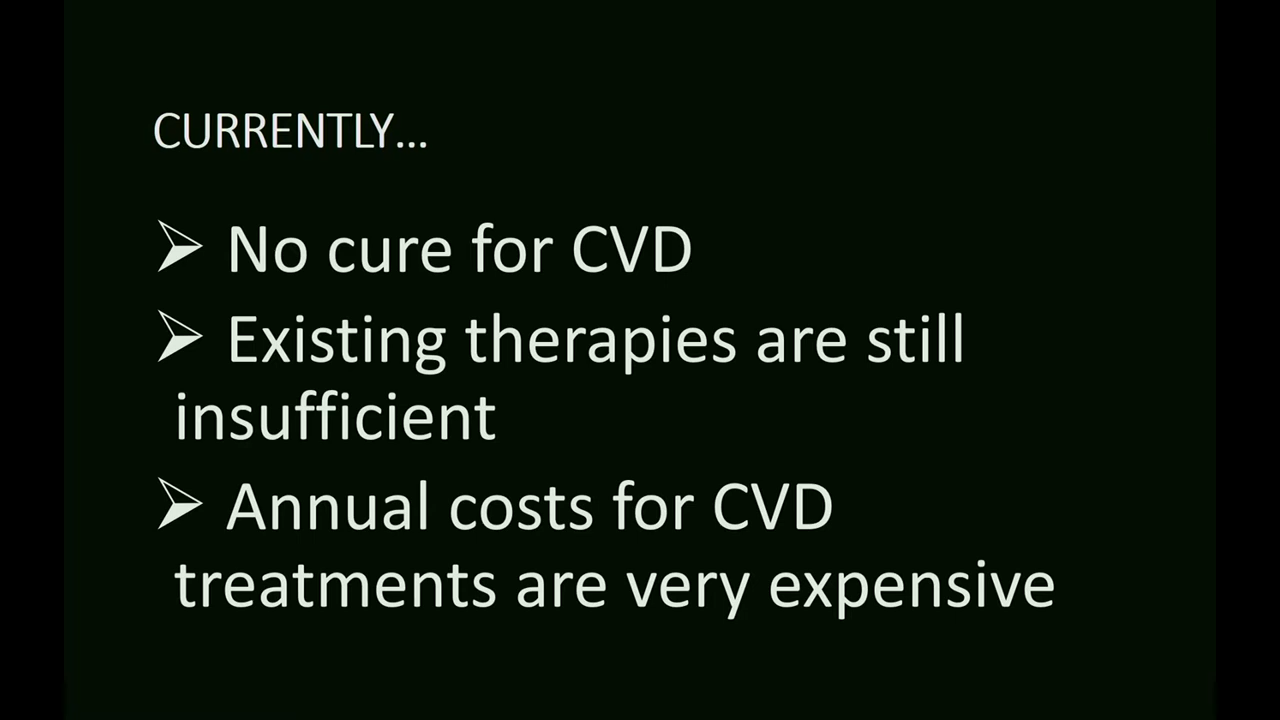 CURRENTLY...
➢ No cure for CVD
➢ Existing therapies are still
insufficient
➢ Annual costs for CVD
treatments are very expensive